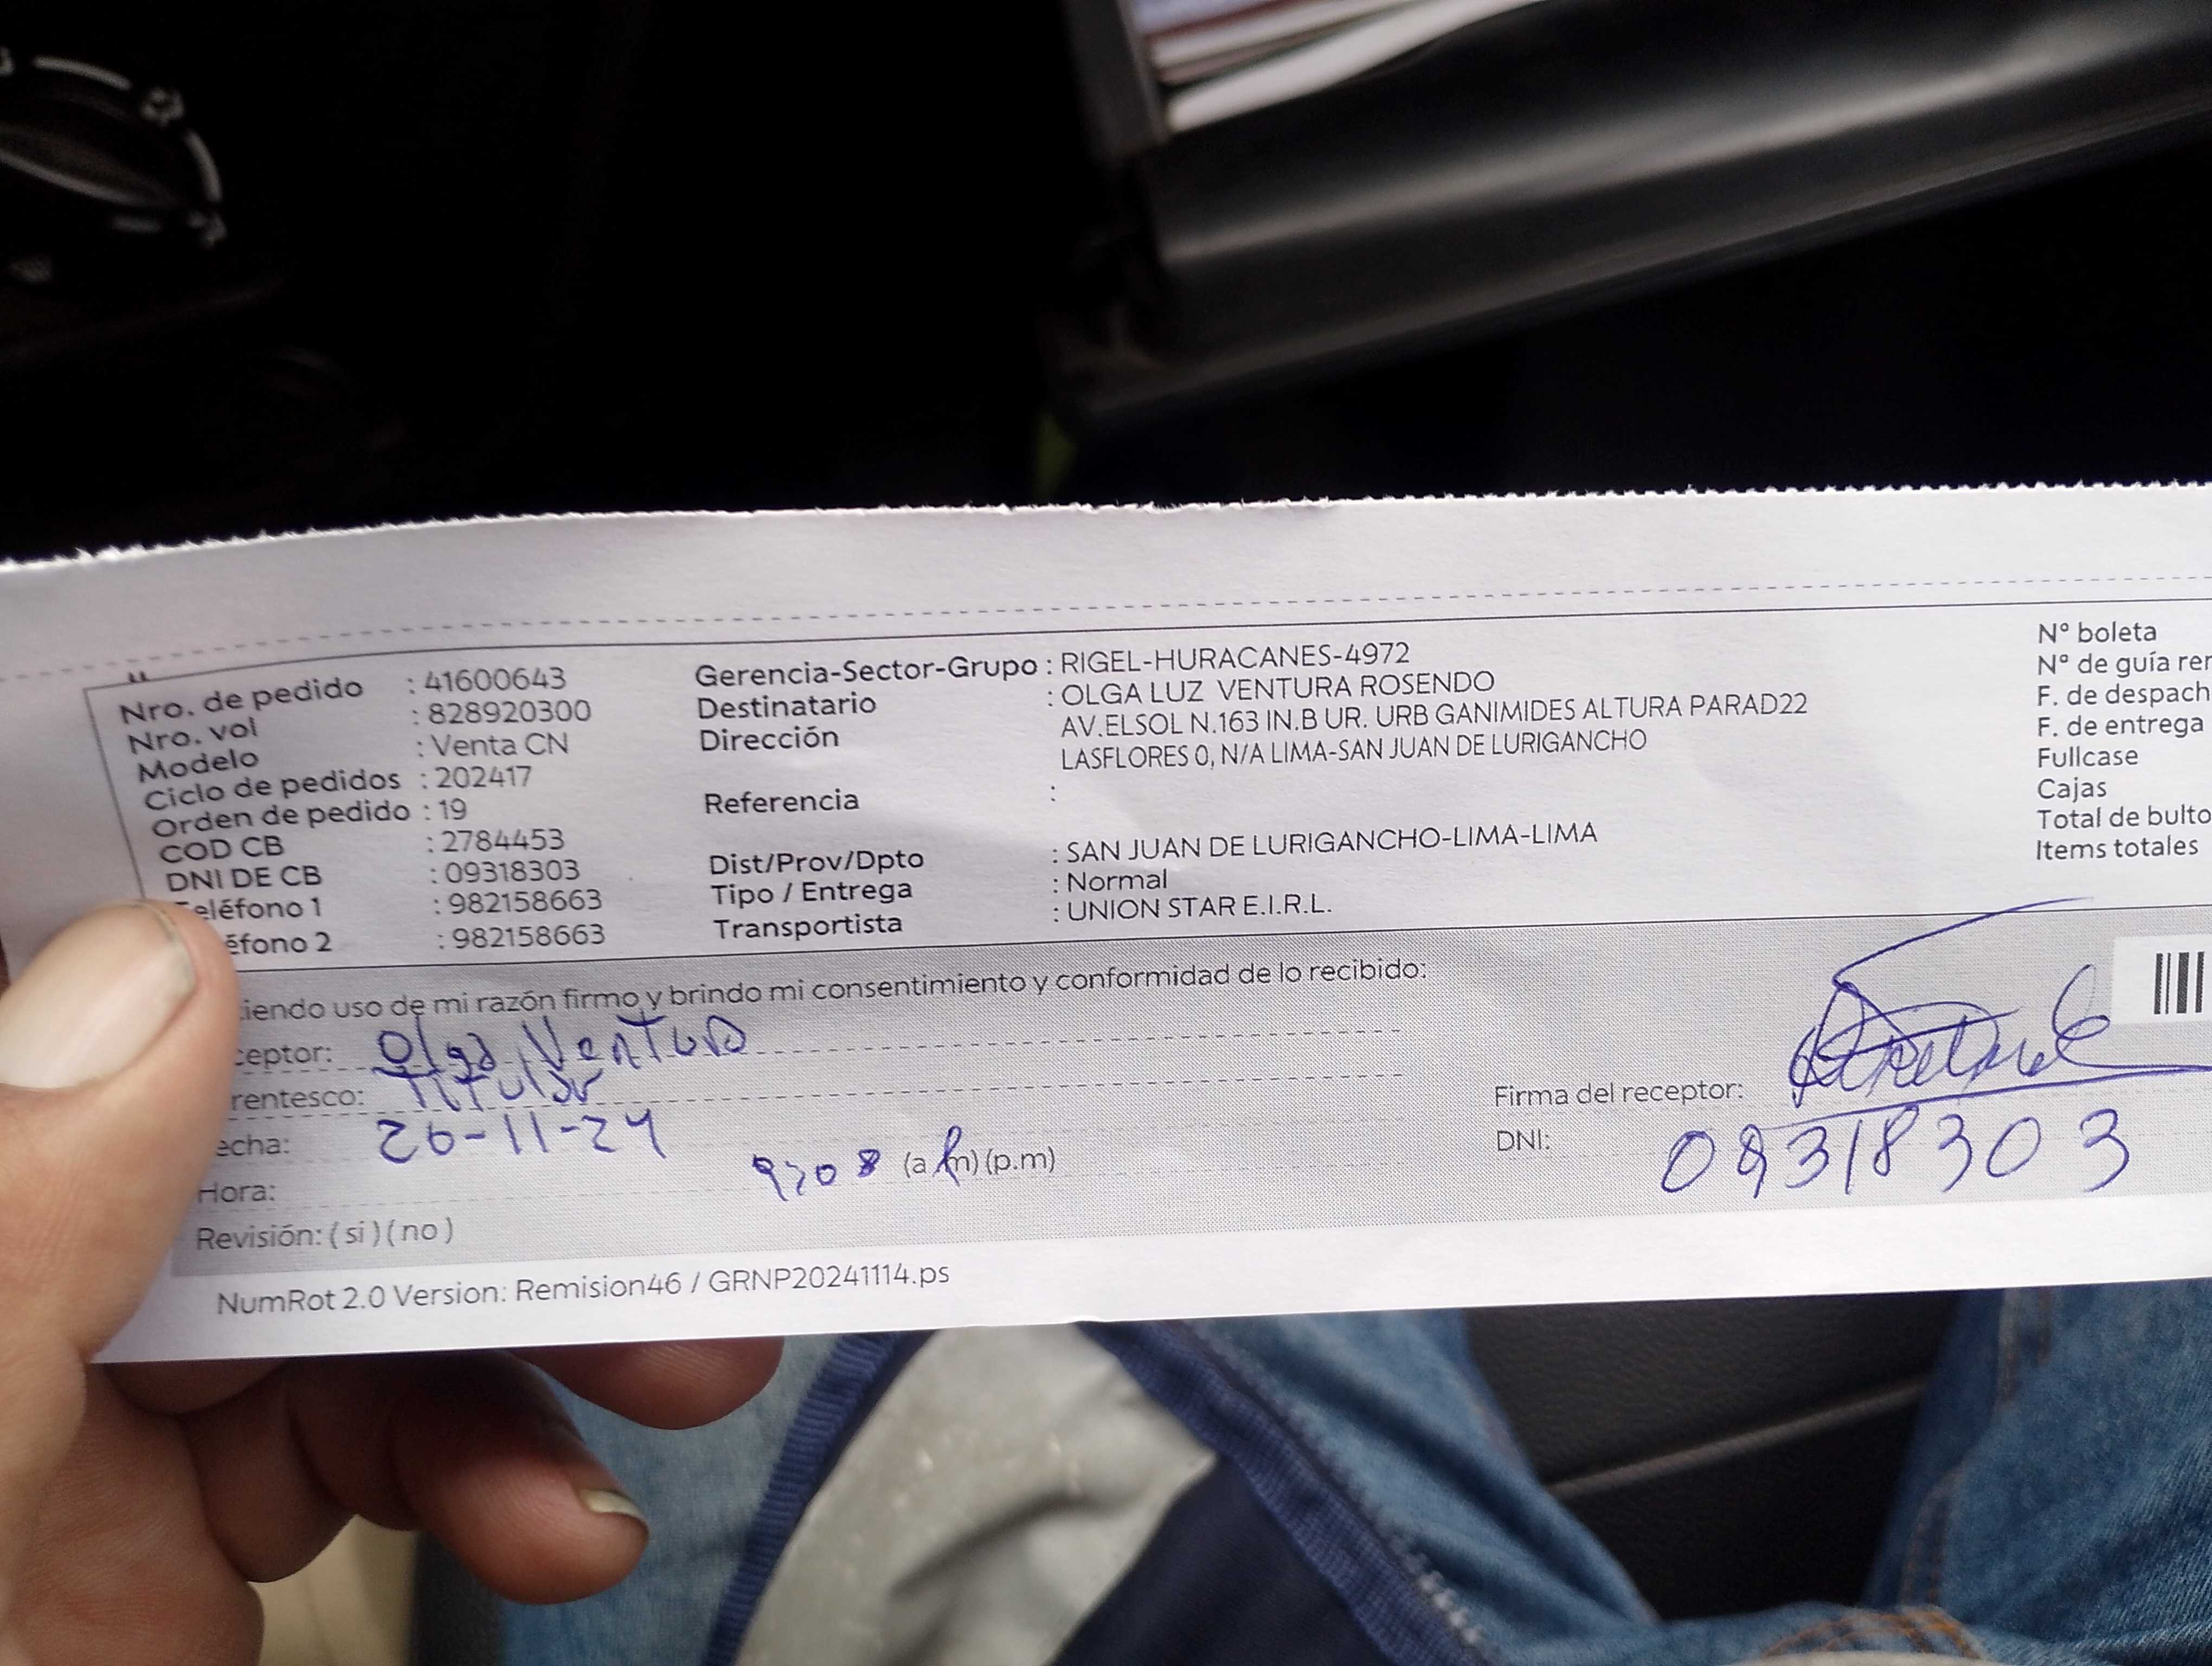 Nro. de pedido : 41600643
Nro. vol : 828920300
Modelo : Venta CN
Ciclo de pedidos : 202417
Orden de pedido : 19
COD CB : 2784453
DNI DE CB : 09318303
eléfono 1 : 982158663
éfono 2 : 982158663
Gerencia-Sector-Grupo : RIGEL-HURACANES-4972
Destinatario : OLGA LUZ VENTURA ROSENDO
Dirección AV.ELSOL N.163 IN.B UR. URB GANIMIDES ALTURA PARAD22
LASFLORES 0, N/A LIMA-SAN JUAN DE LURIGANCHO
Referencia :
Dist/Prov/Dpto : SAN JUAN DE LURIGANCHO-LIMA-LIMA
Tipo / Entrega : Normal
Transportista : UNION STAR E.I.R.L.
N° boleta
N° de guía rer
F. de despach
F. de entrega
Fullcase
Cajas
Total de bulto
Items totales
iendo uso de mi razón firmo y brindo mi consentimiento y conformidad de lo recibido:
ceptor: Olga Ventura
rentesco: Titular
echa: 26-11-24
Hora: (a.m) (p.m)
Revisión: ( si ) ( no )
Firma del receptor:
DNI: 09318303
NumRot 2.0 Version: Remision46 / GRNP20241114.ps